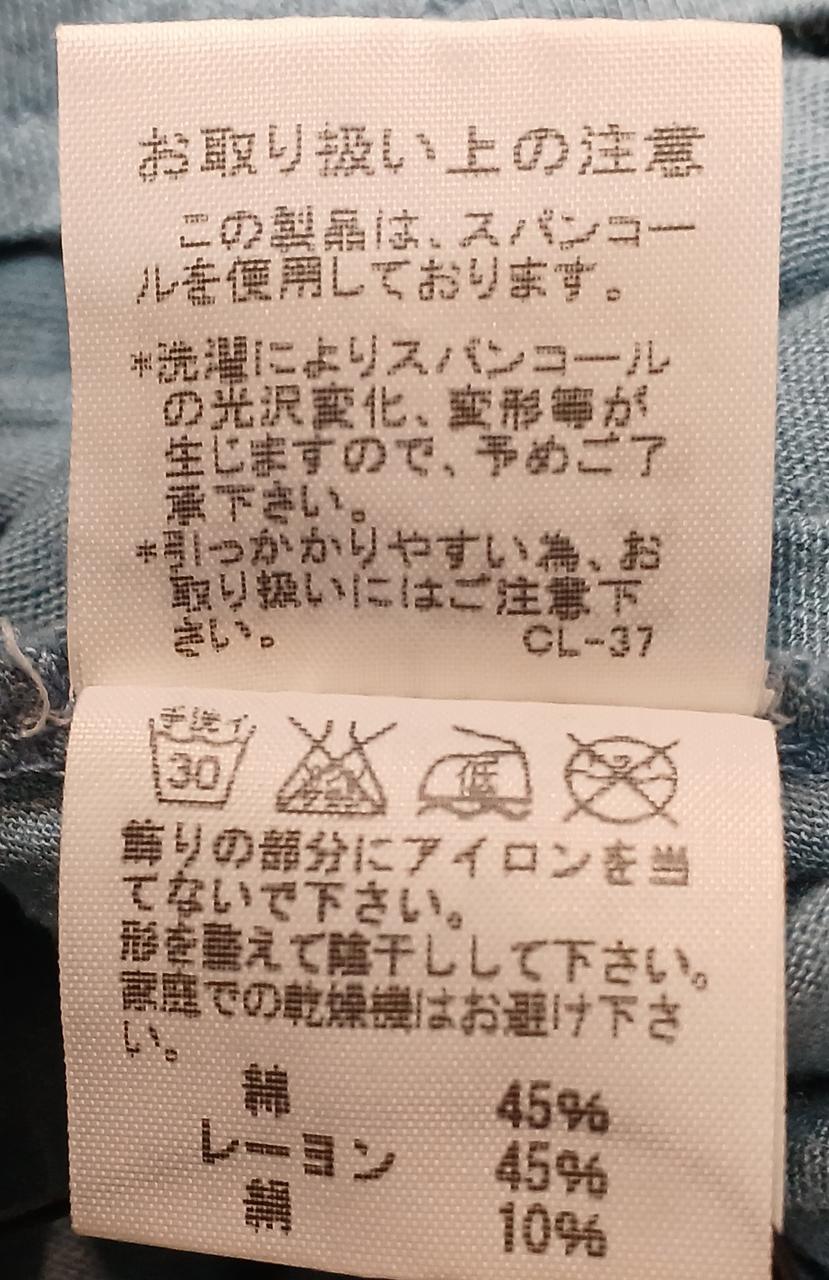 お取り扱い上の注意
この製品は、スパンコー
ルを使用しております。
*洗濯によりスパンコール
の光沢変化、変形等が
生じますので、予めご了
承下さい。
*引っかかりやすい為、お
取り扱いにはご注意下
さい。 CL-37
手洗イ
30
低
飾りの部分にアイロンを当
てないで下さい。
形を整えて陰干しして下さい。
高温での乾燥機はお避け下さ
い。
綿 45%
レーヨン 45%
麻 10%